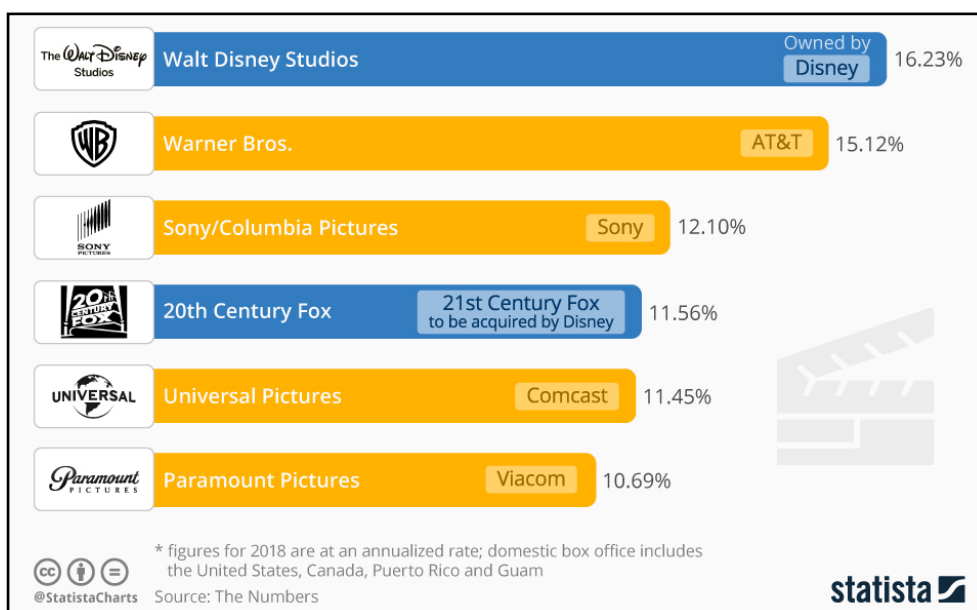 The Walt Disney Studios
Walt Disney Studios
Owned by
Disney
16.23%
WB
Warner Bros.
AT&T
15.12%
SONY
PICTURES
Sony/Columbia Pictures
Sony
12.10%
20TH
CENTURY
FOX
20th Century Fox
21st Century Fox
to be acquired by Disney
11.56%
UNIVERSAL
Universal Pictures
Comcast
11.45%
Paramount
PICTURES
Paramount Pictures
Viacom
10.69%
* figures for 2018 are at an annualized rate; domestic box office includes
the United States, Canada, Puerto Rico and Guam
cc
@StatistaCharts
Source: The Numbers
statista